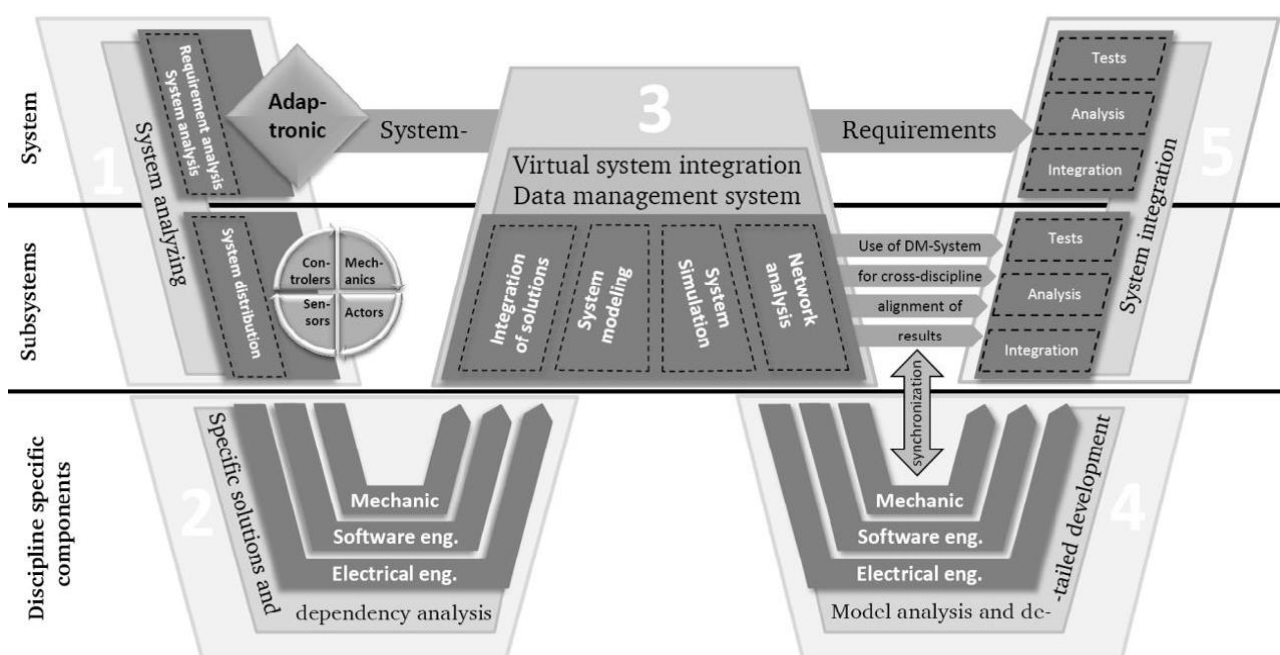 System
Subsystems
Discipline specific
components
1
System analyzing
Requirement analysis
System analysis
Adap-
tronic
System distribution
Con-
trolers
Mech-
anics
Sen-
sors
Actors
System-
Requirements
2
Specific solutions and
dependency analysis
Mechanic
Software eng.
Electrical eng.
3
Virtual system integration
Data management system
Integration
of solutions
System
modeling
System
Simulation
Network
analysis
Use of DM-System
for cross-discipline
alignment of
results
synchronization
4
Model analysis and de-
-tailed development
Mechanic
Software eng.
Electrical eng.
5
System integration
Tests
Analysis
Integration
Tests
Analysis
Integration